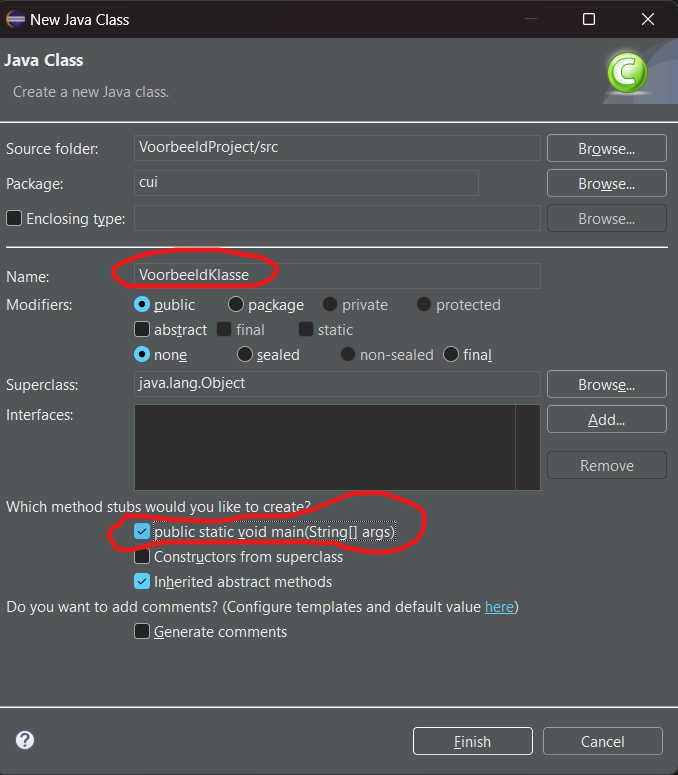 New Java Class
Java Class
Create a new Java class.
Source folder: VoorbeeldProject/src Browse...
Package: cui Browse...
Enclosing type: Browse...
Name: VoorbeeldKlasse
Modifiers: public package private protected
abstract final static
none sealed non-sealed final
Superclass: java.lang.Object Browse...
Interfaces: Add...
Remove
Which method stubs would you like to create?
public static void main(String[] args)
Constructors from superclass
Inherited abstract methods
Do you want to add comments? (Configure templates and default value here)
Generate comments
? Finish Cancel